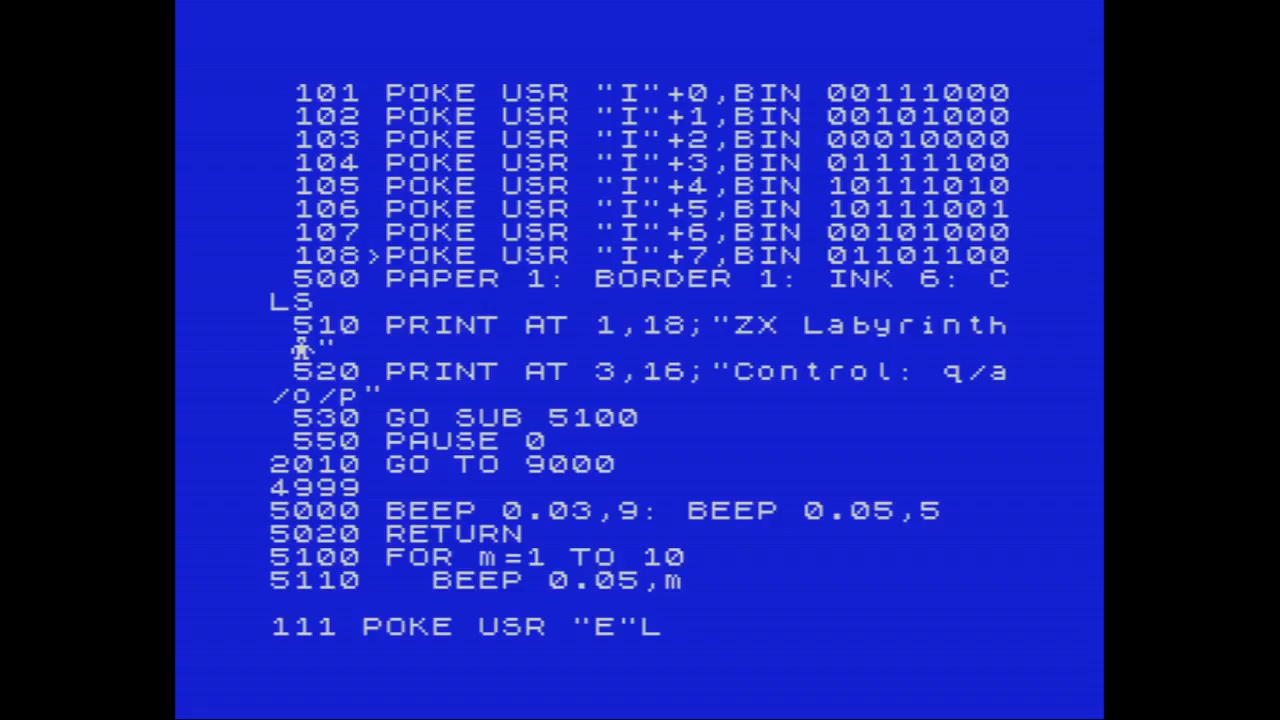 101 POKE USR "I"+0,BIN 00111000
102 POKE USR "I"+1,BIN 00101000
103 POKE USR "I"+2,BIN 00010000
104 POKE USR "I"+3,BIN 01111100
105 POKE USR "I"+4,BIN 10111010
106 POKE USR "I"+5,BIN 10111001
107 POKE USR "I"+6,BIN 00101000
108>POKE USR "I"+7,BIN 01101100
500 PAPER 1: BORDER 1: INK 6: C
LS
510 PRINT AT 1,18;"ZX Labyrinth
"
520 PRINT AT 3,16;"Control: q/a
/o/p"
530 GO SUB 5100
550 PAUSE 0
2010 GO TO 9000
4999
5000 BEEP 0.03,9: BEEP 0.05,5
5020 RETURN
5100 FOR m=1 TO 10
5110 BEEP 0.05,m
111 POKE USR "E"L